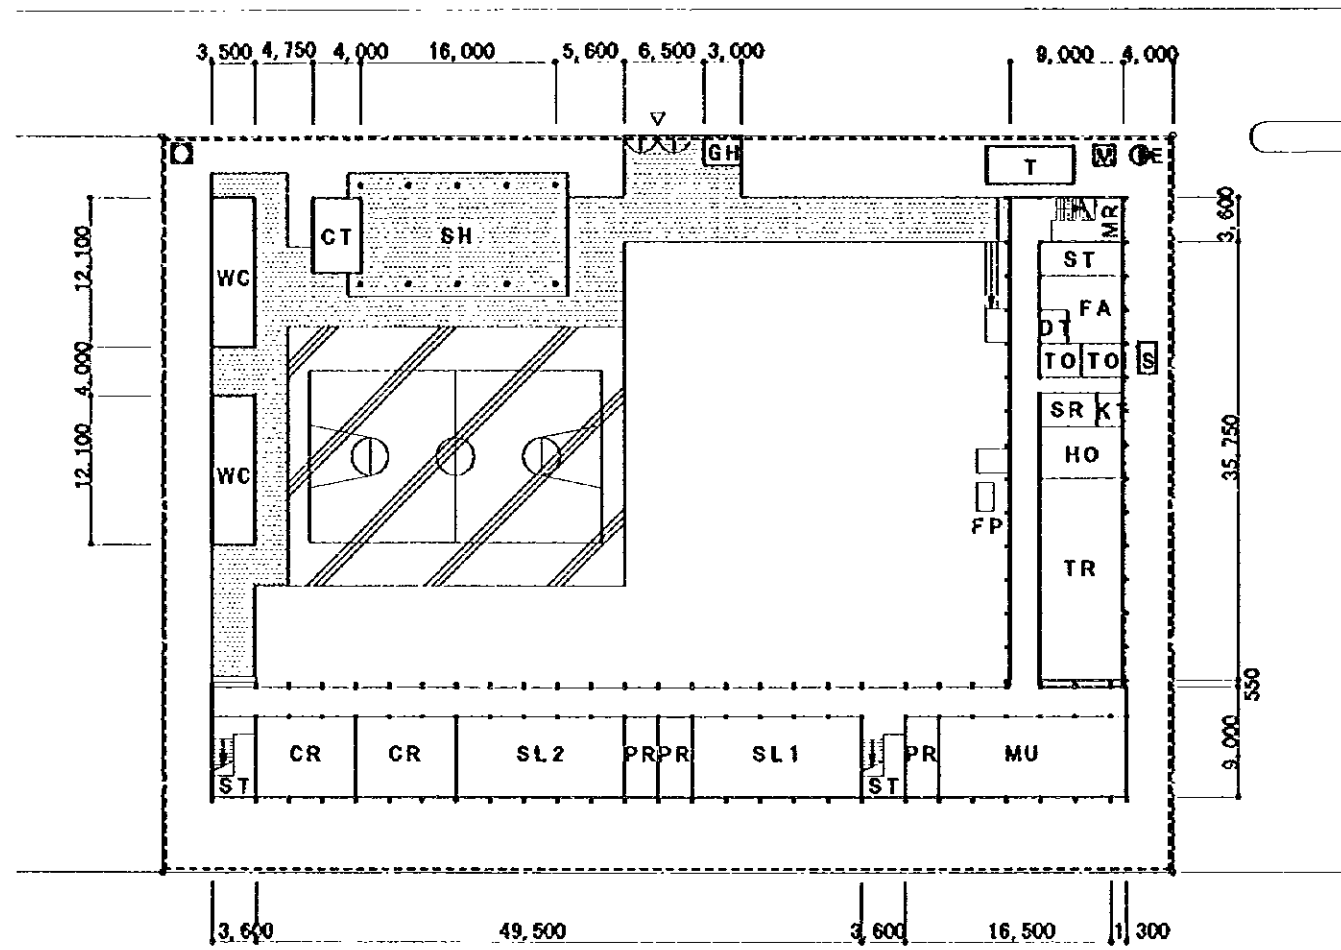 3,500 4,750 4,000 16,000 5,600 6,500 3,000 9,000 4,000
GH
T M E
CT SH MR 3,600
12,100 WC ST
FA
DT
4,000 TO TO S
SR K
12,100 WC HO 35,750
FP
TR
550
CR CR SL2 PR PR SL1 PR MU 9,000
ST ST
3,600 49,500 3,600 16,500 1,300